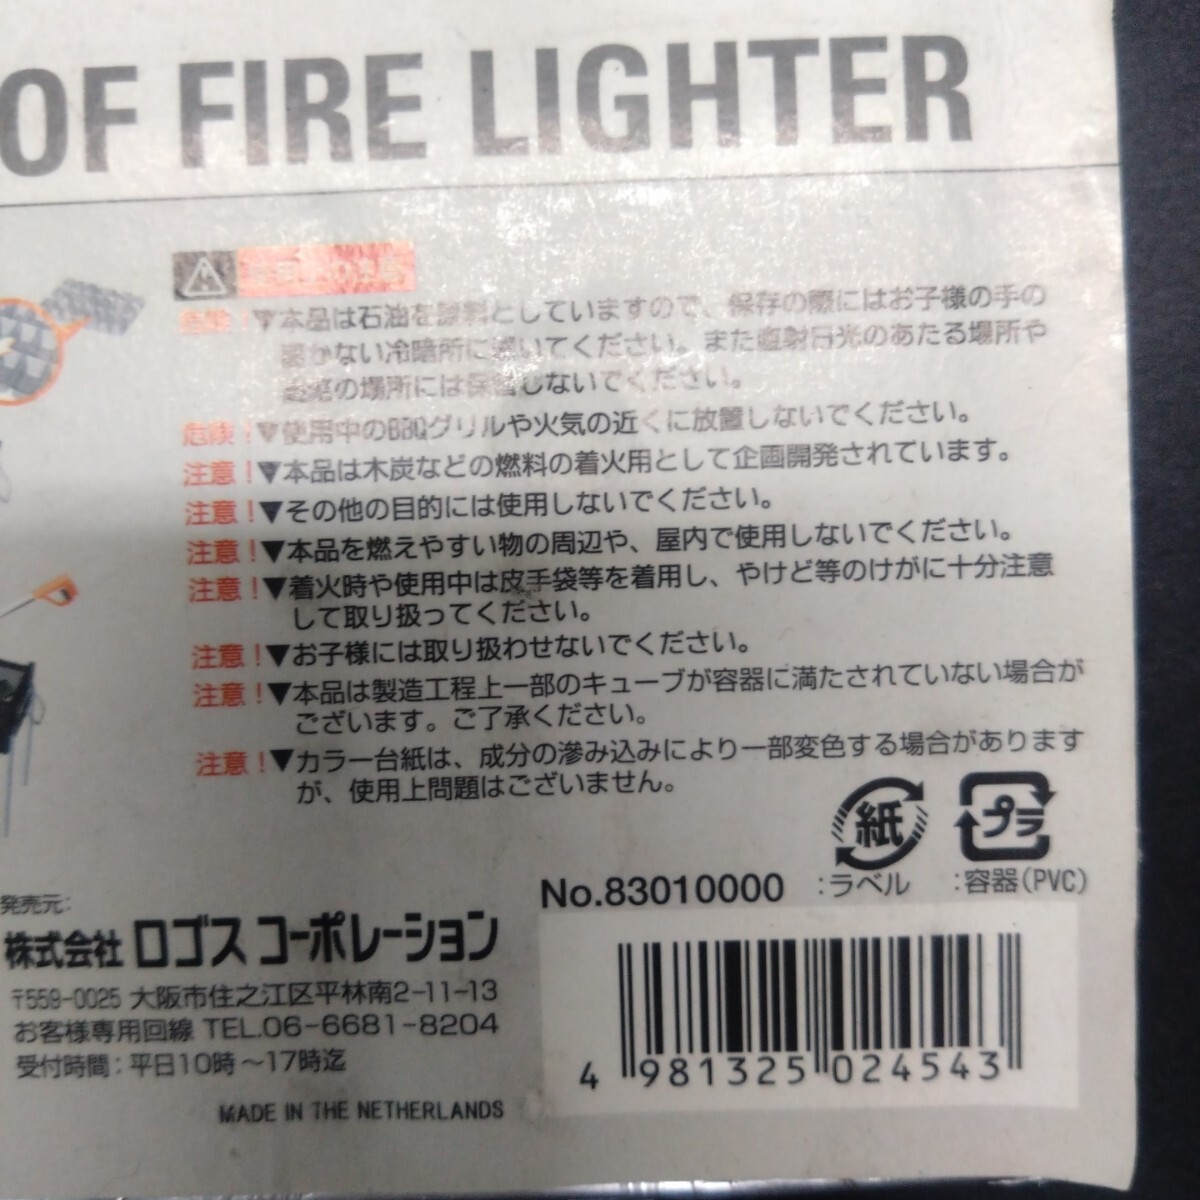 OF FIRE LIGHTER
危険！▼本品は石油を原料としていますので、保存の際にはお子様の手の
届かない冷暗所に置いてください。また直射日光のあたる場所や
の場所には保管しないでください。
危険！▼使用中のBBQグリルや火気の近くに放置しないでください。
注意！▼本品は木炭などの燃料の着火用として企画開発されています。
注意！▼その他の目的には使用しないでください。
注意！▼本品を燃えやすい物の周辺や、屋内で使用しないでください。
注意！▼着火時や使用中は皮手袋等を着用し、やけど等のけがに十分注意
して取り扱ってください。
注意！▼お子様には取り扱わせないでください。
注意！▼本品は製造工程上一部のキューブが容器に満たされていない場合が
ございます。ご了承ください。
注意！▼カラー台紙は、成分の滲み込みにより一部変色する場合があります
が、使用上問題はございません。
紙 プラ
No.83010000 :ラベル :容器(PVC)
発売元:
株式会社 ロゴス コーポレーション
〒559-0025 大阪市住之江区平林南2-11-13
お客様専用回線 TEL.06-6681-8204
受付時間:平日10時～17時迄
MADE IN THE NETHERLANDS
4 981325 024543